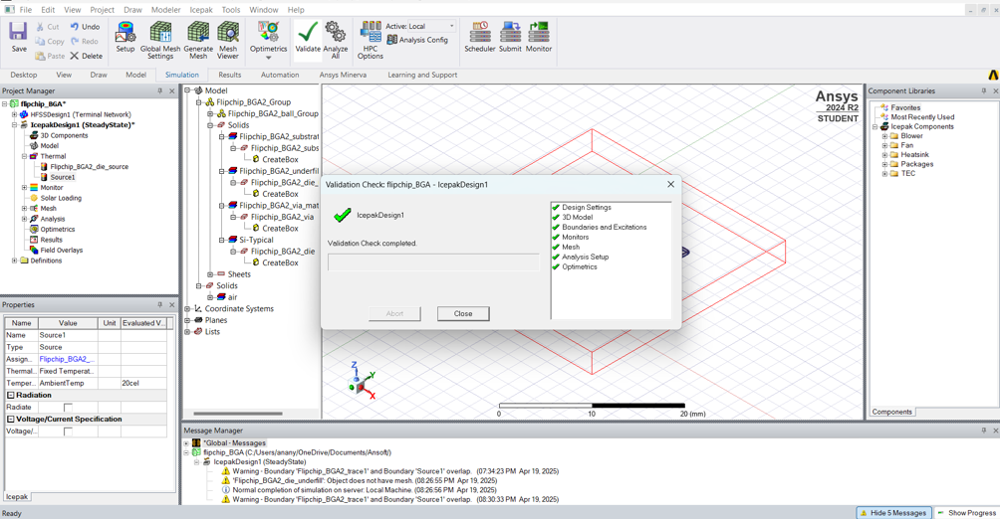 File Edit View Project Draw Modeler Icepak Tools Window Help
Save
Cut
Copy
Paste
Undo
Redo
Delete
Setup
Global Mesh Settings
Generate Mesh
Mesh Viewer
Optimetrics
Validate
Analyze All
HPC Options
Active: Local
Analysis Config
Scheduler
Submit
Monitor
Desktop View Draw Model Simulation Results Automation Ansys Minerva Learning and Support
Project Manager
flipchip_BGA*
HFSSDesign1 (Terminal Network)
IcepakDesign1 (SteadyState)*
3D Components
Model
Thermal
Flipchip_BGA2_die_source
Source1
Monitor
Solar Loading
Mesh
Analysis
Optimetrics
Results
Field Overlays
Definitions
Properties
Name Value Unit Evaluated V...
Name Source1
Type Source
Assign... Flipchip_BGA2_...
Thermal... Fixed Temperat...
Temper... AmbientTemp 20cel
Radiation
Radiate
Voltage/Current Specification
Voltage/...
Icepak
Model
Flipchip_BGA2_Group
Flipchip_BGA2_ball_Group
Solids
Flipchip_BGA2_substrat
Flipchip_BGA2_subs
CreateBox
Flipchip_BGA2_underfil
Flipchip_BGA2_die_
CreateBox
Flipchip_BGA2_via_mat
Flipchip_BGA2_via
CreateBox
Si-Typical
Flipchip_BGA2_die
CreateBox
Sheets
Solids
air
Coordinate Systems
Planes
Lists
Ansys
2024 R2
STUDENT
Validation Check: flipchip_BGA - IcepakDesign1
IcepakDesign1
Validation Check completed.
Abort
Close
Design Settings
3D Model
Boundaries and Excitations
Monitors
Mesh
Analysis Setup
Optimetrics
Z
Y
X
0 10 20 (mm)
Component Libraries
Favorites
Most Recently Used
Icepak Components
Blower
Fan
Heatsink
Packages
TEC
Components
Message Manager
*Global - Messages
flipchip_BGA (C:/Users/anany/OneDrive/Documents/Ansoft/)
IcepakDesign1 (SteadyState)
Warning - Boundary 'Flipchip_BGA2_trace1' and Boundary 'Source1' overlap. (07:34:23 PM Apr 19, 2025)
'Flipchip_BGA2_die_underfill': Object does not have mesh. (08:26:55 PM Apr 19, 2025)
Normal completion of simulation on server: Local Machine. (08:26:56 PM Apr 19, 2025)
Warning - Boundary 'Flipchip_BGA2_trace1' and Boundary 'Source1' overlap. (08:30:33 PM Apr 19, 2025)
Ready
Hide 5 Messages
Show Progress